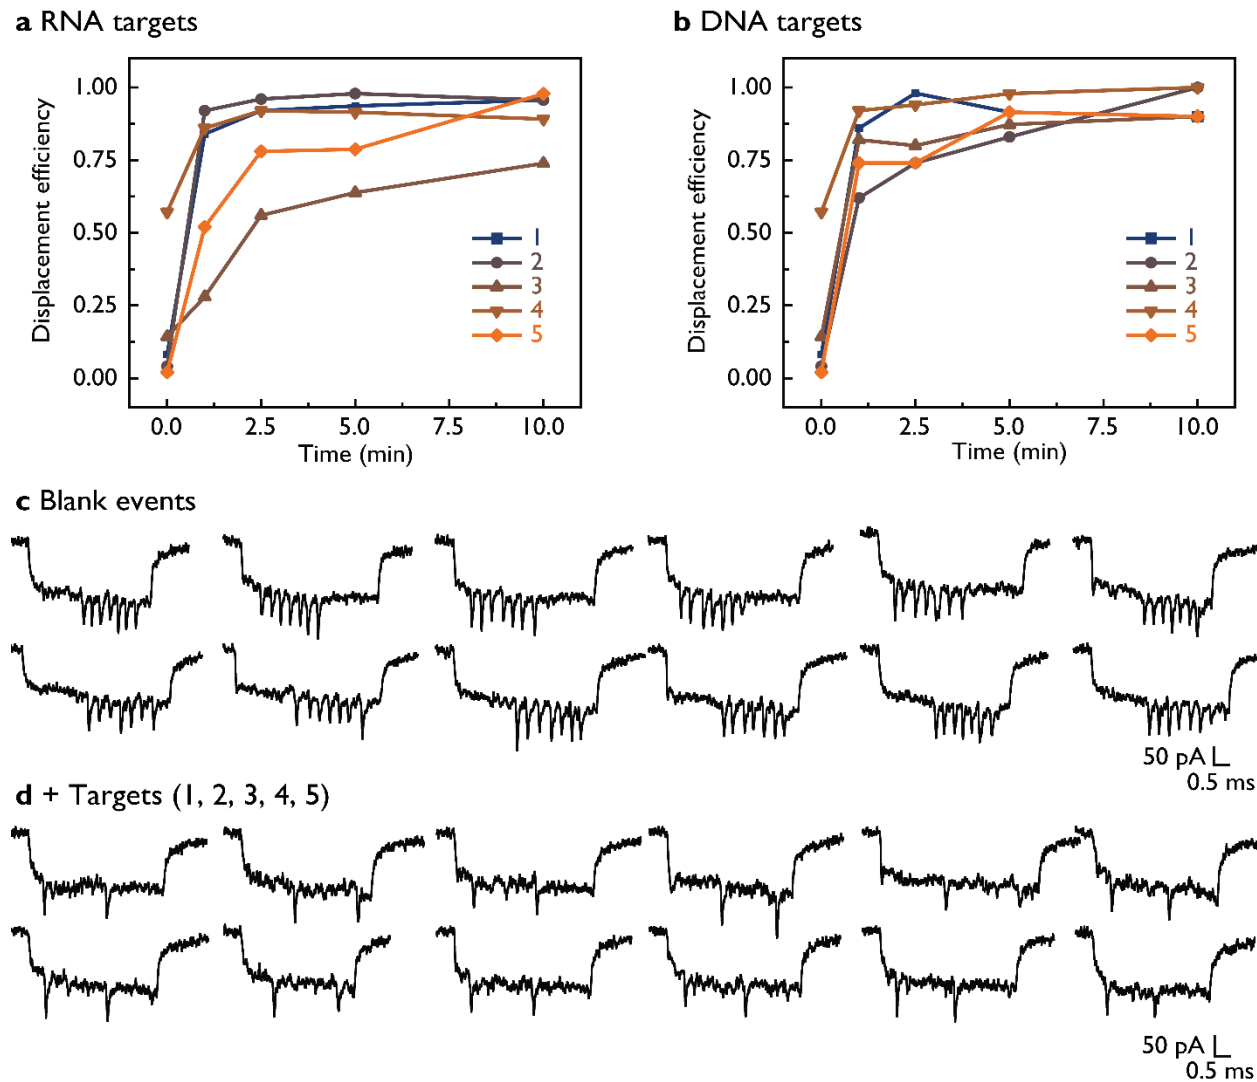 a RNA targets
Displacement efficiency
1.00
0.75
0.50
0.25
0.00
1
2
3
4
5
0.0 2.5 5.0 7.5 10.0
Time (min)
b DNA targets
Displacement efficiency
1.00
0.75
0.50
0.25
0.00
1
2
3
4
5
0.0 2.5 5.0 7.5 10.0
Time (min)
c Blank events
50 pA
0.5 ms
d + Targets (1, 2, 3, 4, 5)
50 pA
0.5 ms